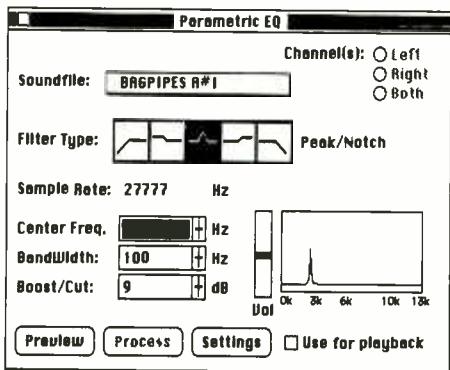 Parametric EQ
Channel(s): Left
Right
Both
Soundfile: BAGPIPES A#1
Filter Type: Peak/Notch
Sample Rate: 27777 Hz
Center Freq. Hz
BandWidth: 100 Hz
Boost/Cut: 9 dB
Vol
0k 3k 6k 10k 13k
Preview Process Settings Use for playback